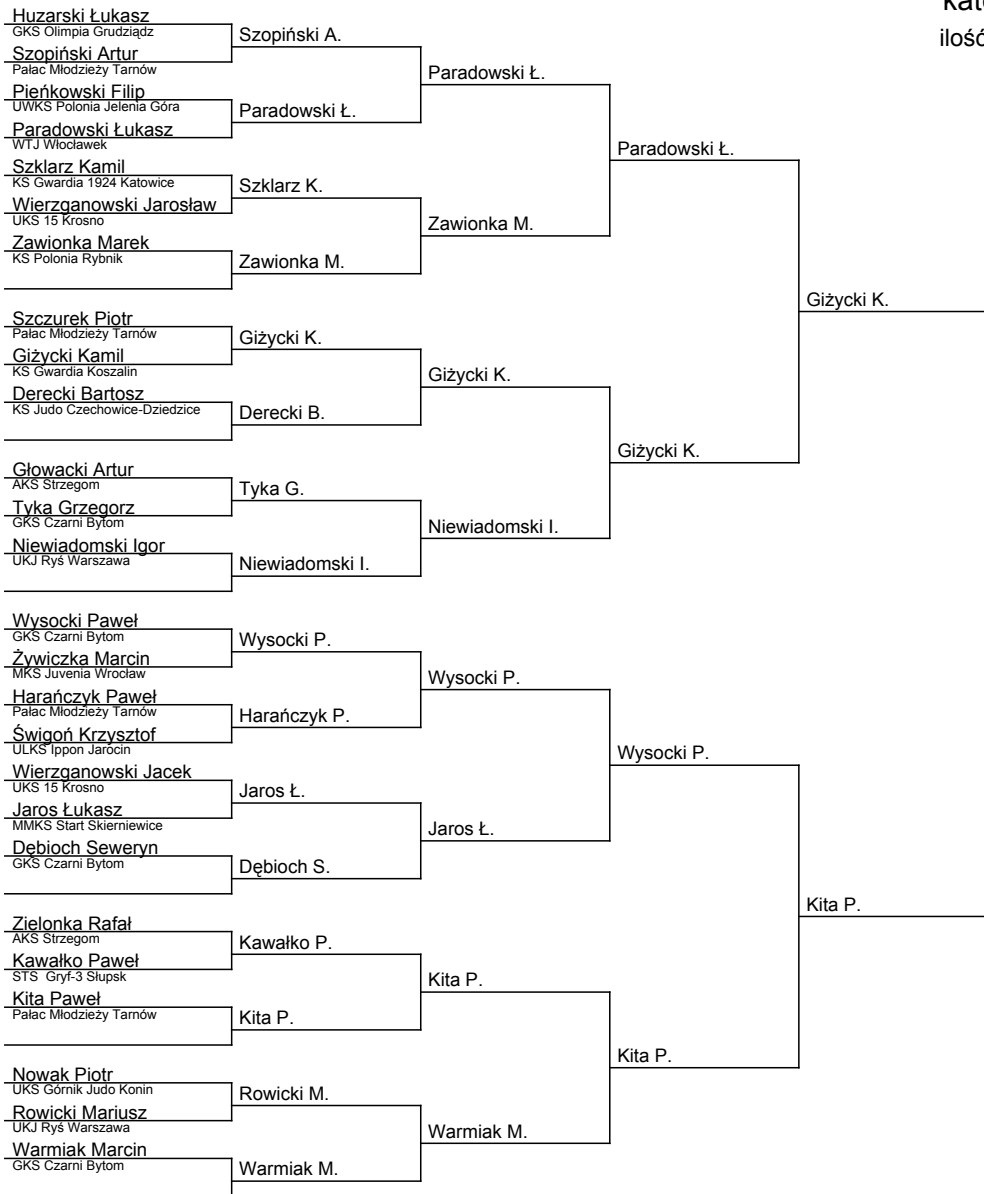 kate
ilość
Huzarski Łukasz
GKS Olimpia Grudziądz
Szopiński Artur
Pałac Młodzieży Tarnów
Pieńkowski Filip
UWKS Polonia Jelenia Góra
Paradowski Łukasz
WTJ Włocławek
Szklarz Kamil
KS Gwardia 1924 Katowice
Wierzganowski Jarosław
UKS 15 Krosno
Zawionka Marek
KS Polonia Rybnik
Szczurek Piotr
Pałac Młodzieży Tarnów
Giżycki Kamil
KS Gwardia Koszalin
Derecki Bartosz
KS Judo Czechowice-Dziedzice
Głowacki Artur
AKS Strzegom
Tyka Grzegorz
GKS Czarni Bytom
Niewiadomski Igor
UKJ Ryś Warszawa
Wysocki Paweł
GKS Czarni Bytom
Żywiczka Marcin
MKS Juvenia Wrocław
Harańczyk Paweł
Pałac Młodzieży Tarnów
Świgoń Krzysztof
ULKS Ippon Jarocin
Wierzganowski Jacek
UKS 15 Krosno
Jaros Łukasz
MMKS Start Skierniewice
Dębioch Seweryn
GKS Czarni Bytom
Zielonka Rafał
AKS Strzegom
Kawałko Paweł
STS Gryf-3 Słupsk
Kita Paweł
Pałac Młodzieży Tarnów
Nowak Piotr
UKS Górnik Judo Konin
Rowicki Mariusz
UKJ Ryś Warszawa
Warmiak Marcin
GKS Czarni Bytom
Szopiński A.
Paradowski Ł.
Szklarz K.
Zawionka M.
Giżycki K.
Derecki B.
Tyka G.
Niewiadomski I.
Wysocki P.
Harańczyk P.
Jaros Ł.
Dębioch S.
Kawałko P.
Kita P.
Rowicki M.
Warmiak M.
Paradowski Ł.
Zawionka M.
Giżycki K.
Niewiadomski I.
Wysocki P.
Jaros Ł.
Kita P.
Warmiak M.
Paradowski Ł.
Giżycki K.
Wysocki P.
Kita P.
Giżycki K.
Kita P.